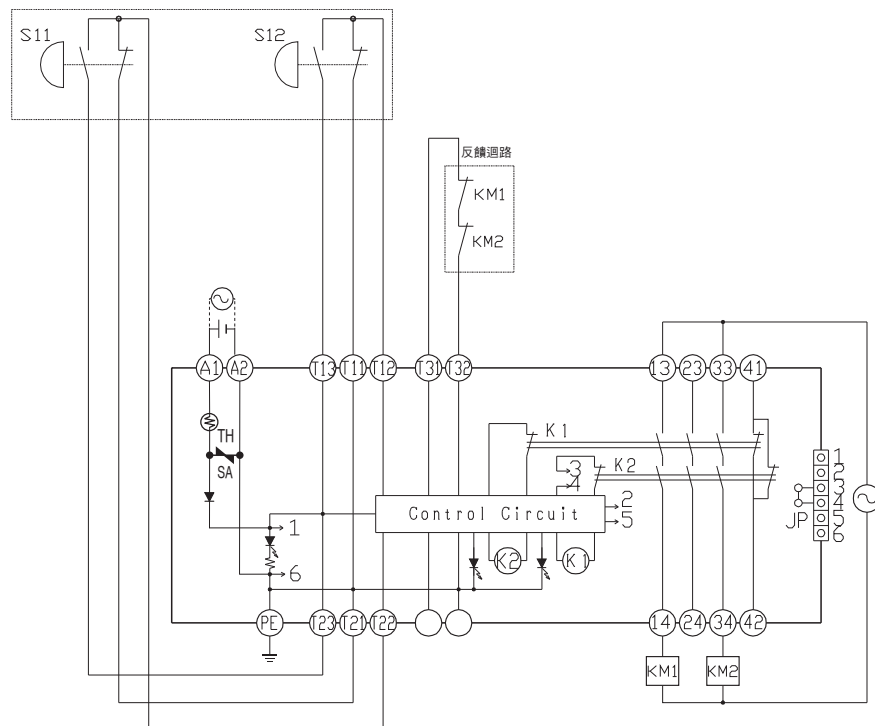 S11 S12
反饋迴路
KM1
KM2
A1 A2 T13 T11 T12 T31 T32 13 23 33 41
TH
SA
K1
K2
3
4
Control Circuit
2
5
1
6
K2 K1
1
2
3
4
5
6
JP
PE T23 T21 T22 14 24 34 42
KM1 KM2